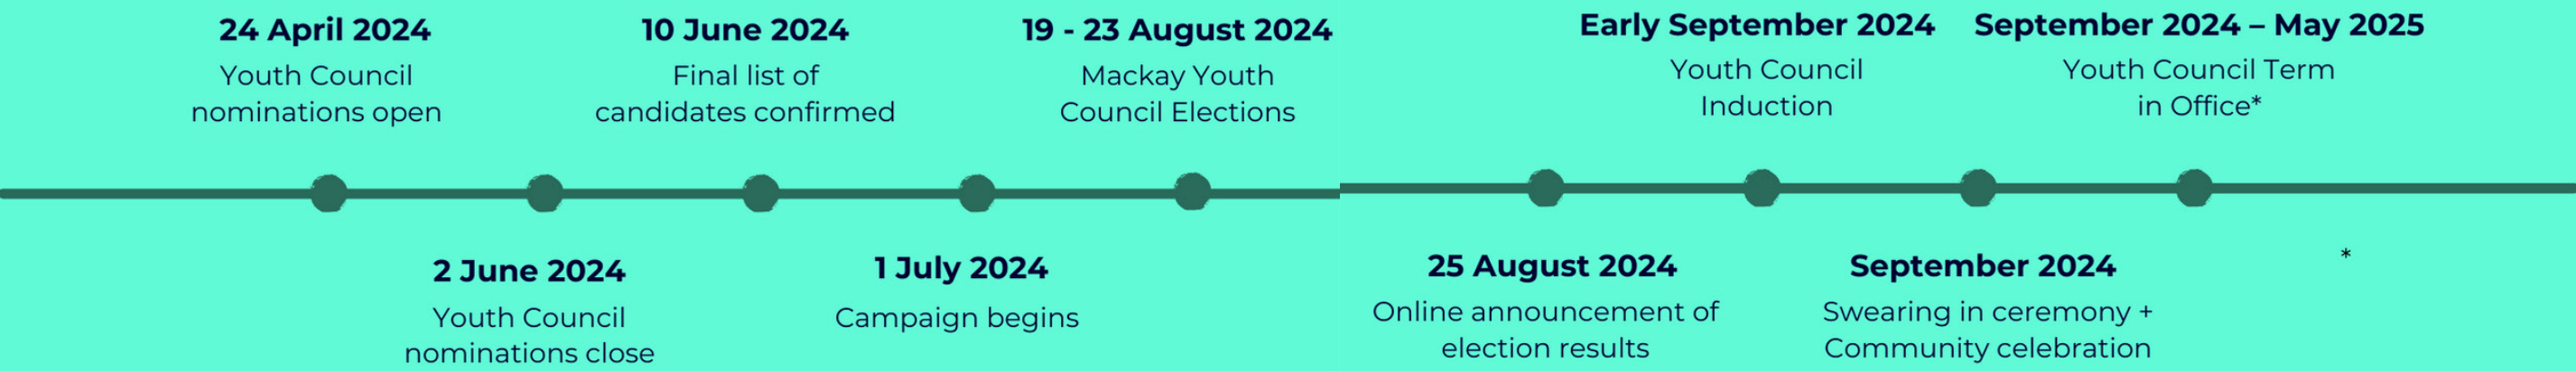 24 April 2024
Youth Council
nominations open
2 June 2024
Youth Council
nominations close
10 June 2024
Final list of
candidates confirmed
1 July 2024
Campaign begins
19 - 23 August 2024
Mackay Youth
Council Elections
25 August 2024
Online announcement of
election results
Early September 2024
Youth Council
Induction
September 2024
Swearing in ceremony +
Community celebration
September 2024 – May 2025
Youth Council Term
in Office*
*